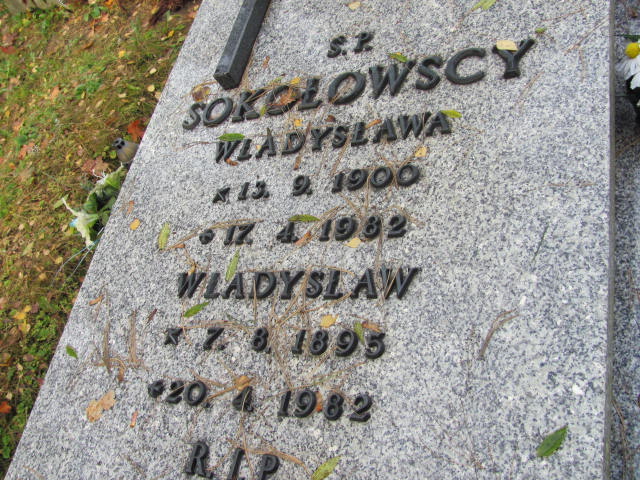 Ś.P.
SOKOŁOWSCY
WŁADYSŁAWA
× 13. 9. 1900
+ 17. 4. 1982
WŁADYSŁAW
× 7. 8. 1895
+ 20. 4. 1982
R.I.P